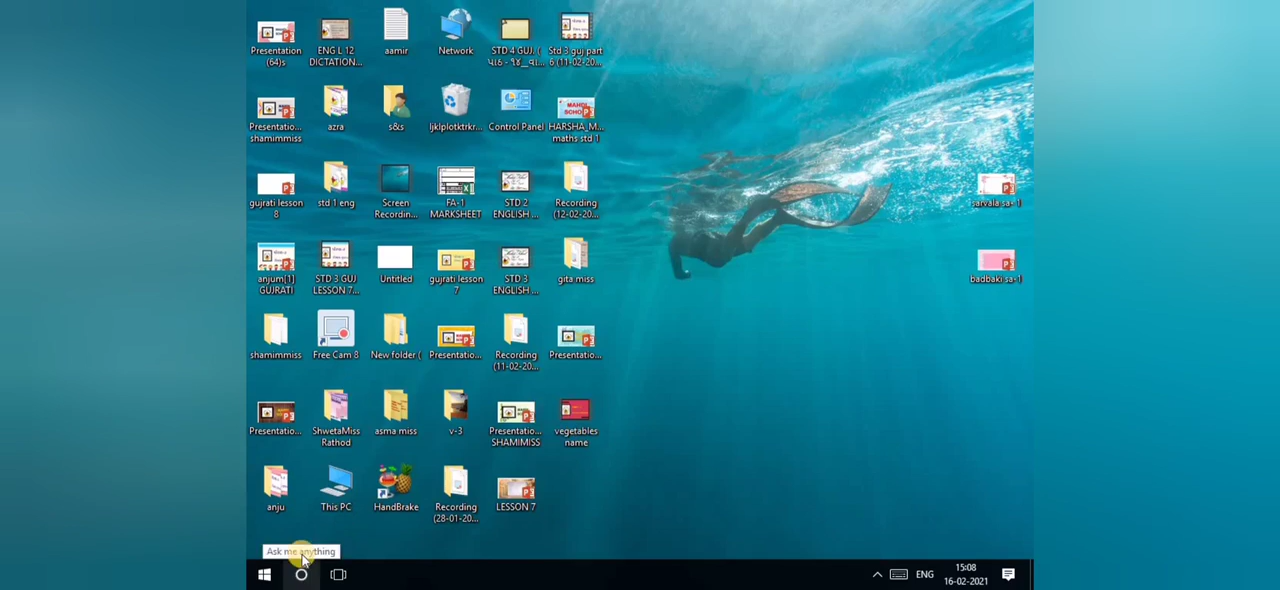 Presentation
(64)s
ENG L 12
DICTATION...
aamir
Network
STD 4 GUJ. (
Std 3 guj part
6 (11-02-20...
Presentatio...
shamimmiss
azra
s&s
ljklplotktrkr...
Control Panel
HARSHA_M...
maths std 1
gujrati lesson
8
std 1 eng
Screen
Recordin...
FA-1
MARKSHEET
STD 2
ENGLISH ...
Recording
(12-02-20...
sarvala sa- 1
anjum[1]
GUJRATI
STD 3 GUJ
LESSON 7...
Untitled
gujrati lesson
7
STD 3
ENGLISH ...
gita miss
badbaki sa-1
shamimmiss
Free Cam 8
New folder (
Presentatio...
Recording
(11-02-20...
Presentatio...
Presentatio...
ShwetaMiss
Rathod
asma miss
v-3
Presentatio...
SHAMIMISS
vegetables
name
anju
This PC
HandBrake
Recording
(28-01-20...
LESSON 7
Ask me anything
ENG
15:08
16-02-2021